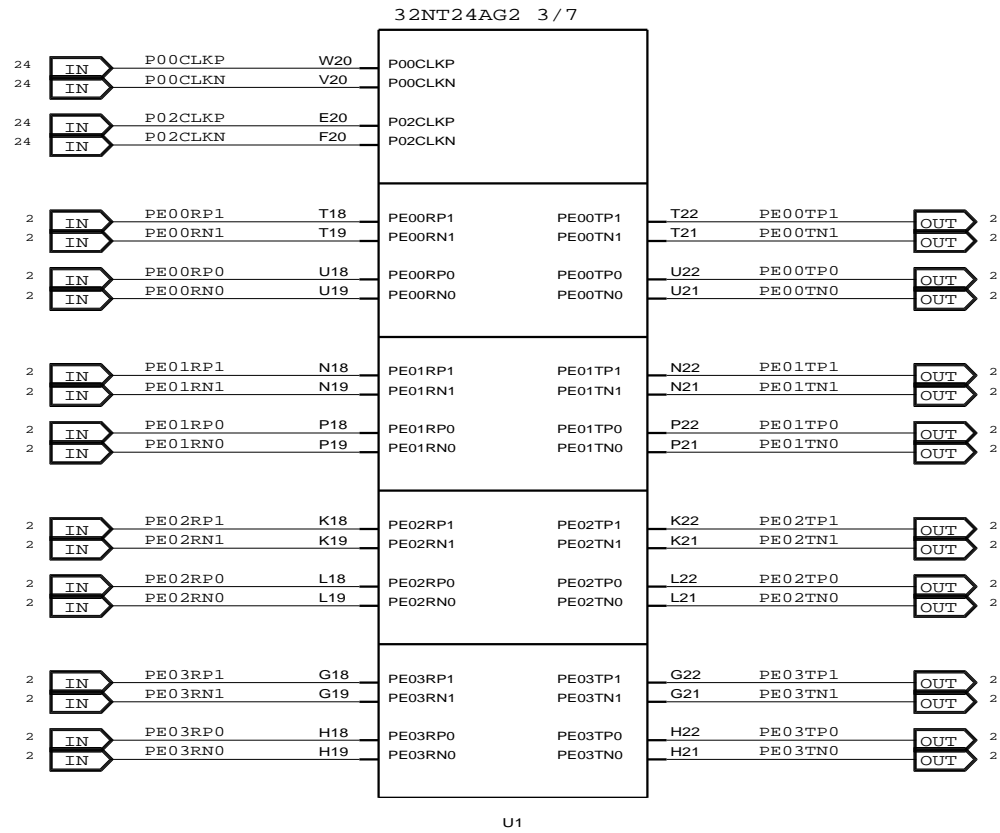 32NT24AG2 3/7
24 IN P00CLKP W20 P00CLKP
24 IN P00CLKN V20 P00CLKN
24 IN P02CLKP E20 P02CLKP
24 IN P02CLKN F20 P02CLKN
2 IN PE00RP1 T18 PE00RP1 PE00TP1 T22 PE00TP1 OUT 2
2 IN PE00RN1 T19 PE00RN1 PE00TN1 T21 PE00TN1 OUT 2
2 IN PE00RP0 U18 PE00RP0 PE00TP0 U22 PE00TP0 OUT 2
2 IN PE00RN0 U19 PE00RN0 PE00TN0 U21 PE00TN0 OUT 2
2 IN PE01RP1 N18 PE01RP1 PE01TP1 N22 PE01TP1 OUT 2
2 IN PE01RN1 N19 PE01RN1 PE01TN1 N21 PE01TN1 OUT 2
2 IN PE01RP0 P18 PE01RP0 PE01TP0 P22 PE01TP0 OUT 2
2 IN PE01RN0 P19 PE01RN0 PE01TN0 P21 PE01TN0 OUT 2
2 IN PE02RP1 K18 PE02RP1 PE02TP1 K22 PE02TP1 OUT 2
2 IN PE02RN1 K19 PE02RN1 PE02TN1 K21 PE02TN1 OUT 2
2 IN PE02RP0 L18 PE02RP0 PE02TP0 L22 PE02TP0 OUT 2
2 IN PE02RN0 L19 PE02RN0 PE02TN0 L21 PE02TN0 OUT 2
2 IN PE03RP1 G18 PE03RP1 PE03TP1 G22 PE03TP1 OUT 2
2 IN PE03RN1 G19 PE03RN1 PE03TN1 G21 PE03TN1 OUT 2
2 IN PE03RP0 H18 PE03RP0 PE03TP0 H22 PE03TP0 OUT 2
2 IN PE03RN0 H19 PE03RN0 PE03TN0 H21 PE03TN0 OUT 2
U1